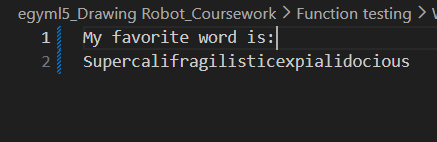 egyml5_Drawing Robot_Coursework > Function testing >
1 My favorite word is:
2 Supercalifragilisticexpialidocious